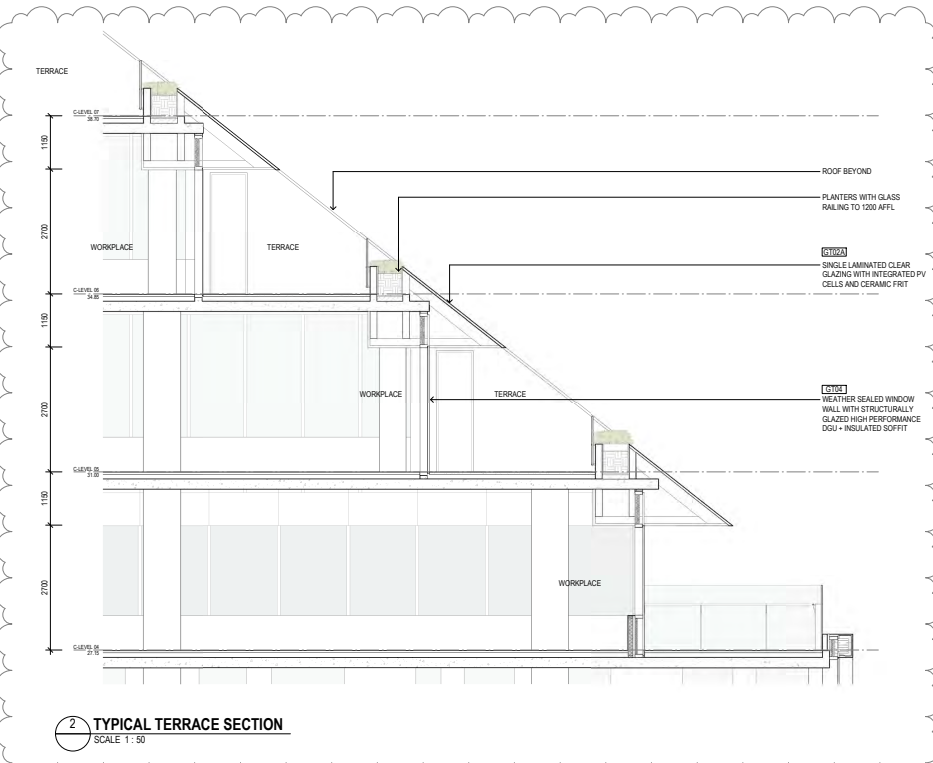 TERRACE
C-LEVEL 07
38.70
1150
ROOF BEYOND
PLANTERS WITH GLASS
RAILING TO 1200 AFFL
2700
WORKPLACE
TERRACE
GT02A
SINGLE LAMINATED CLEAR
GLAZING WITH INTEGRATED PV
CELLS AND CERAMIC FRIT
C-LEVEL 06
34.85
1150
2700
WORKPLACE
TERRACE
GT04
WEATHER SEALED WINDOW
WALL WITH STRUCTURALLY
GLAZED HIGH PERFORMANCE
DGU + INSULATED SOFFIT
C-LEVEL 05
31.00
1150
2700
WORKPLACE
C-LEVEL 04
27.15
2
TYPICAL TERRACE SECTION
SCALE 1 : 50